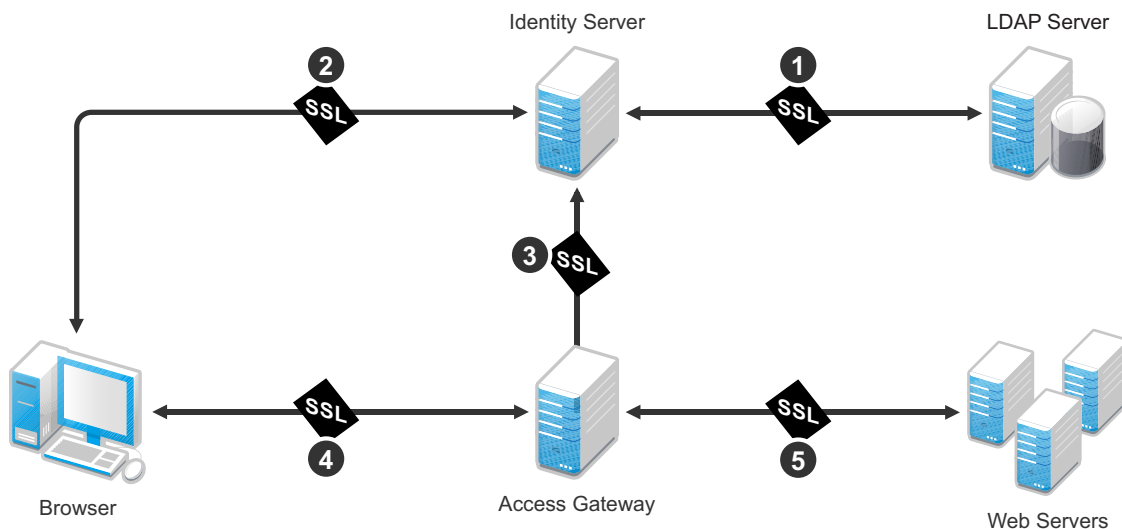 Identity Server
LDAP Server
2
1
SSL
SSL
3
SSL
SSL
SSL
4
5
Browser
Access Gateway
Web Servers